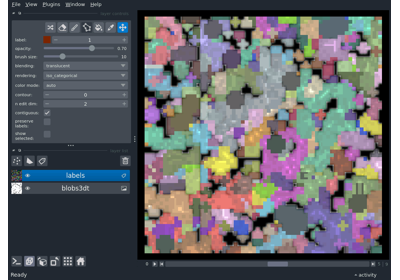 File View Plugins Window Help
label: 1
opacity: 0.70
brush size: 10
blending: translucent
rendering: iso_categorical
color mode: auto
contour: 0
n edit dim: 2
contiguous:
preserve
labels:
show
selected:
labels
blobs3dt
Ready
activity